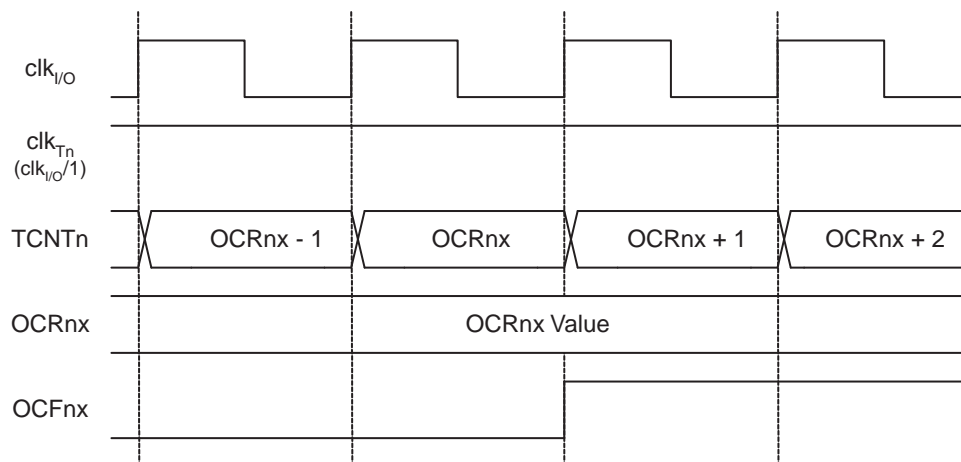 clkI/O
clkTn
(clkI/O/1)
TCNTn OCRnx - 1 OCRnx OCRnx + 1 OCRnx + 2
OCRnx OCRnx Value
OCFnx